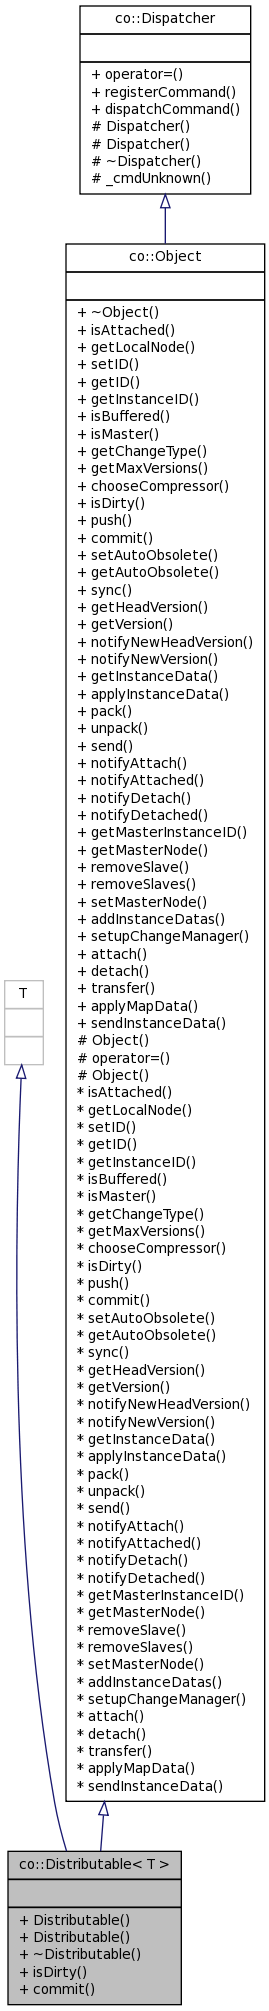 co::Dispatcher
+ operator=()
+ registerCommand()
+ dispatchCommand()
# Dispatcher()
# Dispatcher()
# ~Dispatcher()
# _cmdUnknown()
co::Object
+ ~Object()
+ isAttached()
+ getLocalNode()
+ setID()
+ getID()
+ getInstanceID()
+ isBuffered()
+ isMaster()
+ getChangeType()
+ getMaxVersions()
+ chooseCompressor()
+ isDirty()
+ push()
+ commit()
+ setAutoObsolete()
+ getAutoObsolete()
+ sync()
+ getHeadVersion()
+ getVersion()
+ notifyNewHeadVersion()
+ notifyNewVersion()
+ getInstanceData()
+ applyInstanceData()
+ pack()
+ unpack()
+ send()
+ notifyAttach()
+ notifyAttached()
+ notifyDetach()
+ notifyDetached()
+ getMasterInstanceID()
+ getMasterNode()
+ removeSlave()
+ removeSlaves()
+ setMasterNode()
+ addInstanceDatas()
+ setupChangeManager()
+ attach()
+ detach()
+ transfer()
+ applyMapData()
+ sendInstanceData()
# Object()
# operator=()
# Object()
* isAttached()
* getLocalNode()
* setID()
* getID()
* getInstanceID()
* isBuffered()
* isMaster()
* getChangeType()
* getMaxVersions()
* chooseCompressor()
* isDirty()
* push()
* commit()
* setAutoObsolete()
* getAutoObsolete()
* sync()
* getHeadVersion()
* getVersion()
* notifyNewHeadVersion()
* notifyNewVersion()
* getInstanceData()
* applyInstanceData()
* pack()
* unpack()
* send()
* notifyAttach()
* notifyAttached()
* notifyDetach()
* notifyDetached()
* getMasterInstanceID()
* getMasterNode()
* removeSlave()
* removeSlaves()
* setMasterNode()
* addInstanceDatas()
* setupChangeManager()
* attach()
* detach()
* transfer()
* applyMapData()
* sendInstanceData()
T
co::Distributable< T >
+ Distributable()
+ Distributable()
+ ~Distributable()
+ isDirty()
+ commit()